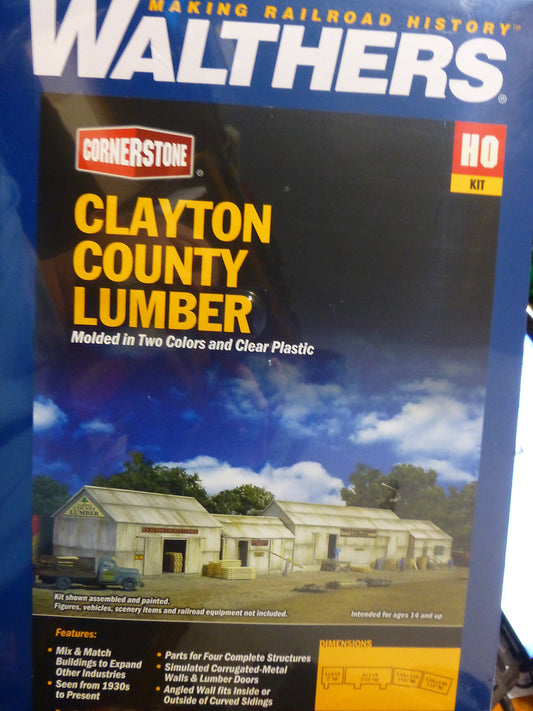 MAKING RAILROAD HISTORY™
WALTHERS®
CORNERSTONE®
HO
KIT
CLAYTON
COUNTY
LUMBER
Molded in Two Colors and Clear Plastic
COUNTY
LUMBER
Kit shown assembled and painted.
Figures, vehicles, scenery items and railroad equipment not included.
Intended for ages 14 and up
Features:
• Mix & Match
Buildings to Expand
Other Industries
• Seen from 1930s
to Present
• Parts for Four Complete Structures
• Simulated Corrugated-Metal
Walls & Lumber Doors
• Angled Wall fits Inside or
Outside of Curved Sidings
DIMENSIONS